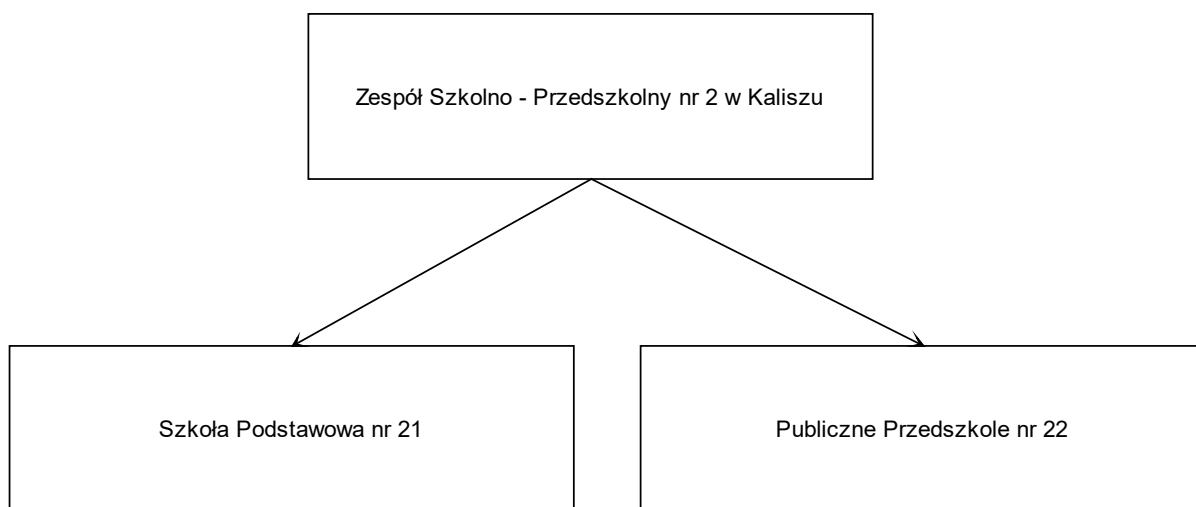 Zespół Szkolno - Przedszkolny nr 2 w Kaliszu
Szkoła Podstawowa nr 21
Publiczne Przedszkole nr 22